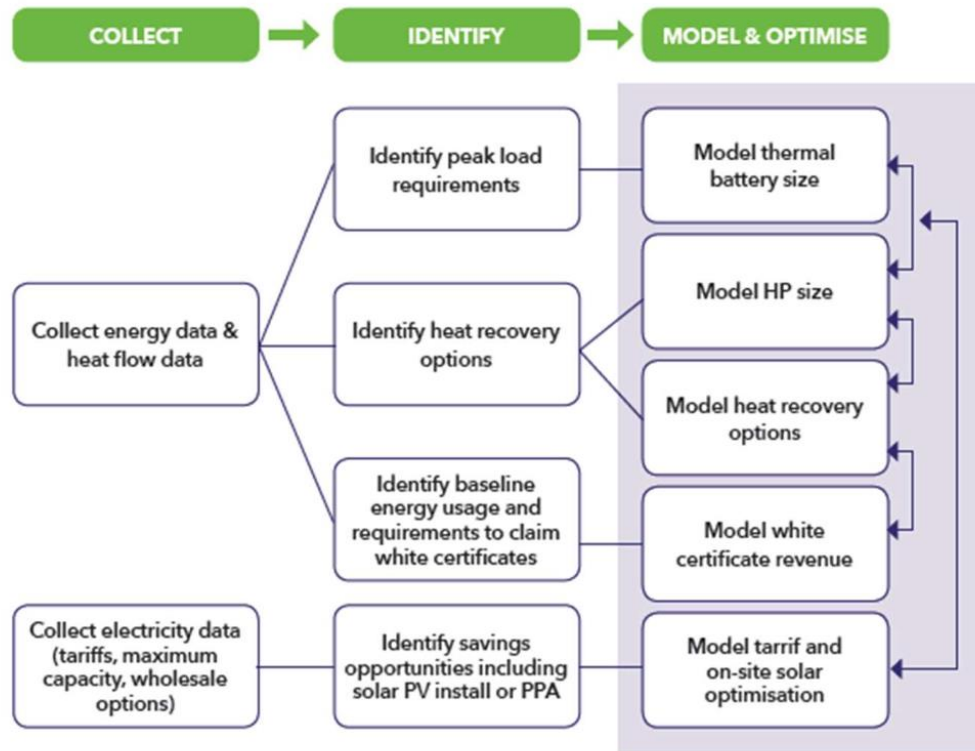 COLLECT
IDENTIFY
MODEL & OPTIMISE
Identify peak load
requirements
Model thermal
battery size
Model HP size
Collect energy data &
heat flow data
Identify heat recovery
options
Model heat recovery
options
Identify baseline
energy usage and
requirements to claim
white certificates
Model white
certificate revenue
Collect electricity data
(tariffs, maximum
capacity, wholesale
options)
Identify savings
opportunities including
solar PV install or PPA
Model tarrif and
on-site solar
optimisation